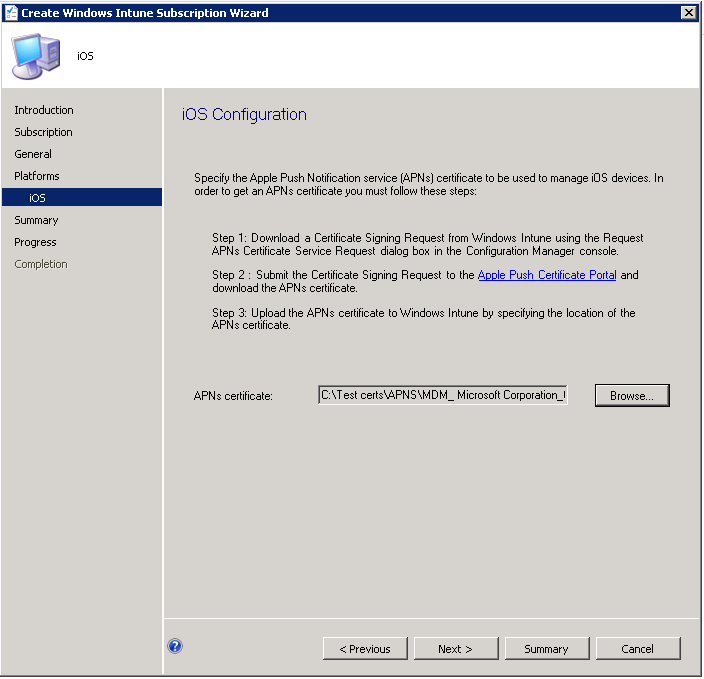 Create Windows Intune Subscription Wizard
iOS
Introduction
Subscription
General
Platforms
iOS
Summary
Progress
Completion
iOS Configuration
Specify the Apple Push Notification service (APNs) certificate to be used to manage iOS devices. In
order to get an APNs certificate you must follow these steps:
Step 1: Download a Certificate Signing Request from Windows Intune using the Request
APNs Certificate Service Request dialog box in the Configuration Manager console.
Step 2 : Submit the Certificate Signing Request to the Apple Push Certificate Portal and
download the APNs certificate.
Step 3: Upload the APNs certificate to Windows Intune by specifying the location of the
APNs certificate.
APNs certificate:
C:\Test certs\APNS\MDM_ Microsoft Corporation_
Browse...
?
< Previous
Next >
Summary
Cancel